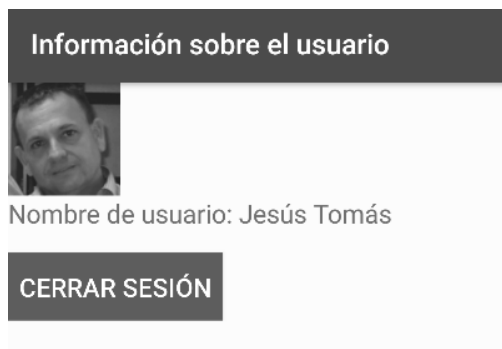 Información sobre el usuario
Nombre de usuario: Jesús Tomás
CERRAR SESIÓN